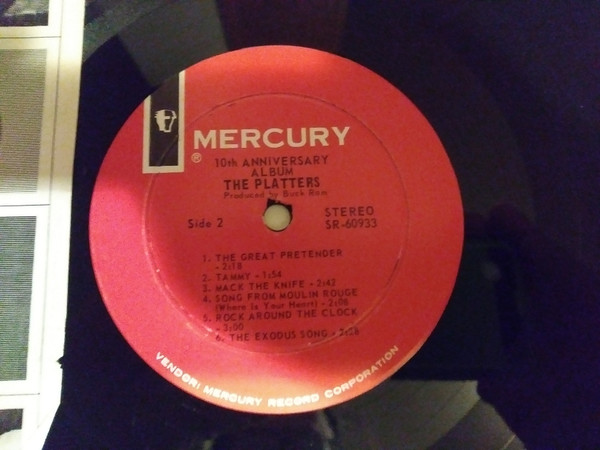 MERCURY
®
10th ANNIVERSARY
ALBUM
THE PLATTERS
Produced by Buck Ram
Side 2
STEREO
SR-60933
1. THE GREAT PRETENDER
- 2:18
2. TAMMY - 1:54
3. MACK THE KNIFE - 2:42
4. SONG FROM MOULIN ROUGE
(Where Is Your Heart) - 2:06
5. ROCK AROUND THE CLOCK
- 3:00
6. THE EXODUS SONG - 2:58
VENDOR: MERCURY RECORD CORPORATION